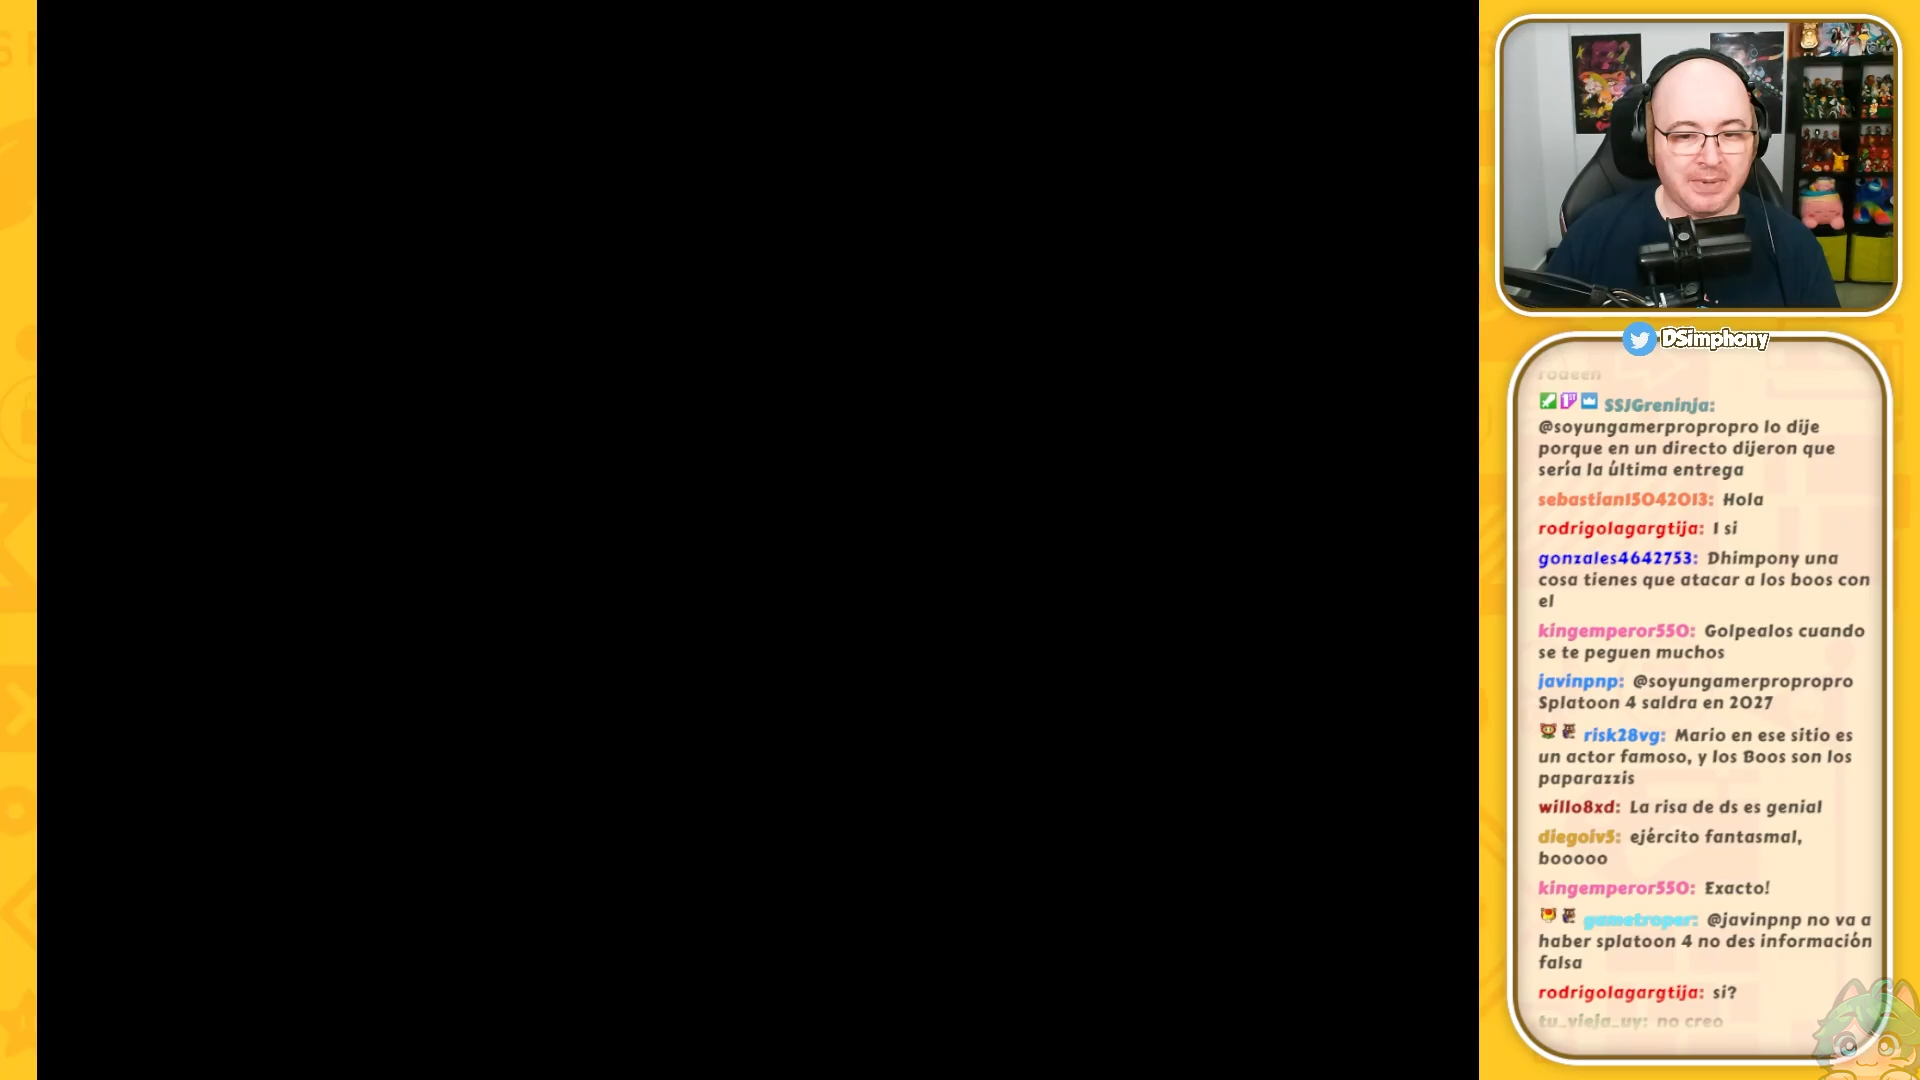 DSimphony
rodeen
SSJGreninja:
@soyungamerpropropro lo dije
porque en un directo dijeron que
sería la última entrega
sebastian15042013: Hola
rodrigolagargtija: 1 si
gonzales4642753: Dhimpony una
cosa tienes que atacar a los boos con
el
kingemperor550: Golpealos cuando
se te peguen muchos
javinpnp: @soyungamerpropropro
Splatoon 4 saldra en 2027
risk28vg: Mario en ese sitio es
un actor famoso, y los Boos son los
paparazzis
willo8xd: La risa de ds es genial
diegoiv5: ejército fantasmal,
booooo
kingemperor550: Exacto!
gametroper: @javinpnp no va a
haber splatoon 4 no des información
falsa
rodrigolagargtija: si?
tu_vieja_uy: no creo